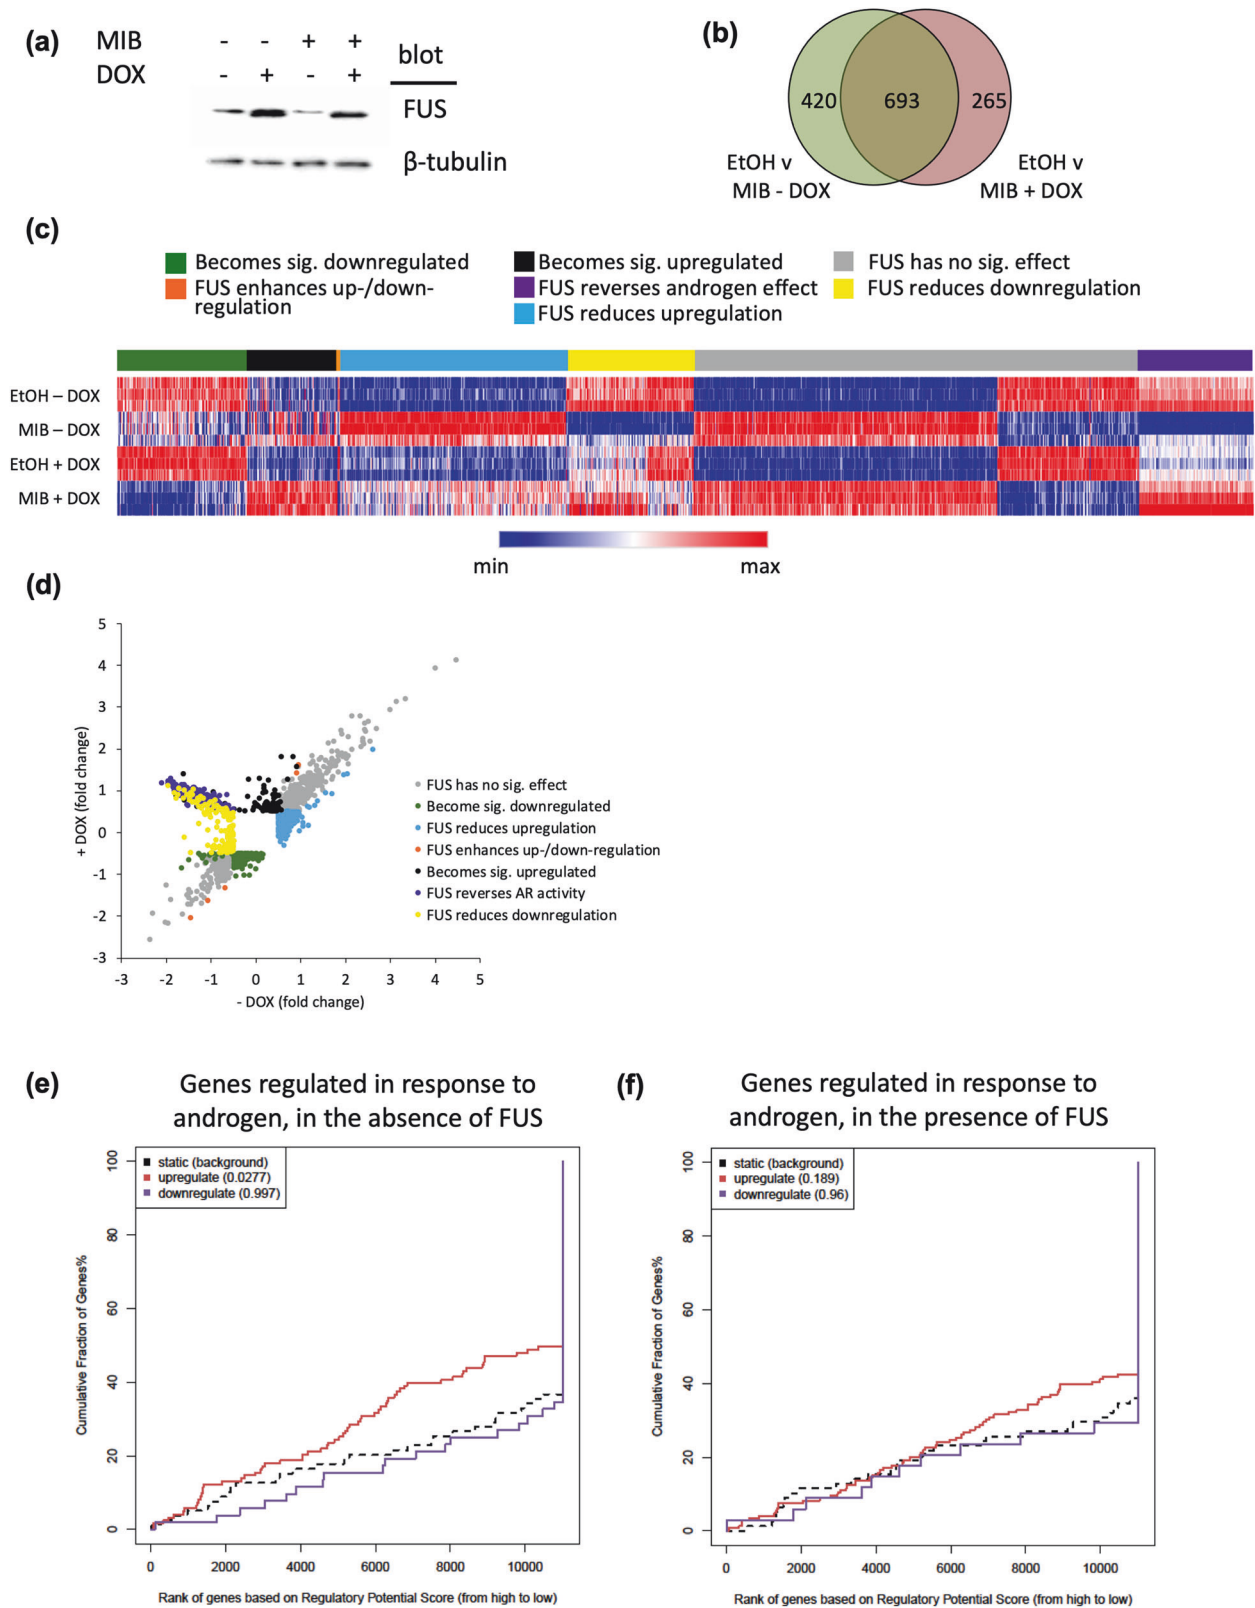 (a)
MIB - - + +
DOX - + - +
blot
FUS
β-tubulin
(b)
420 693 265
EtOH v
MIB - DOX
EtOH v
MIB + DOX
(c)
Becomes sig. downregulated
FUS enhances up-/down-
regulation
Becomes sig. upregulated
FUS reverses androgen effect
FUS reduces upregulation
FUS has no sig. effect
FUS reduces downregulation
EtOH – DOX
MIB – DOX
EtOH + DOX
MIB + DOX
min max
(d)
+ DOX (fold change)
5
4
3
2
1
0
-1
-2
-3
-3 -2 -1 0 1 2 3 4 5
- DOX (fold change)
FUS has no sig. effect
Become sig. downregulated
FUS reduces upregulation
FUS enhances up-/down-regulation
Becomes sig. upregulated
FUS reverses AR activity
FUS reduces downregulation
(e)
Genes regulated in response to
androgen, in the absence of FUS
static (background)
upregulate (0.0277)
downregulate (0.997)
Cumulative Fraction of Genes%
100
80
60
40
20
0
0 2000 4000 6000 8000 10000
Rank of genes based on Regulatory Potential Score (from high to low)
(f)
Genes regulated in response to
androgen, in the presence of FUS
static (background)
upregulate (0.189)
downregulate (0.96)
Cumulative Fraction of Genes%
100
80
60
40
20
0
0 2000 4000 6000 8000 10000
Rank of genes based on Regulatory Potential Score (from high to low)